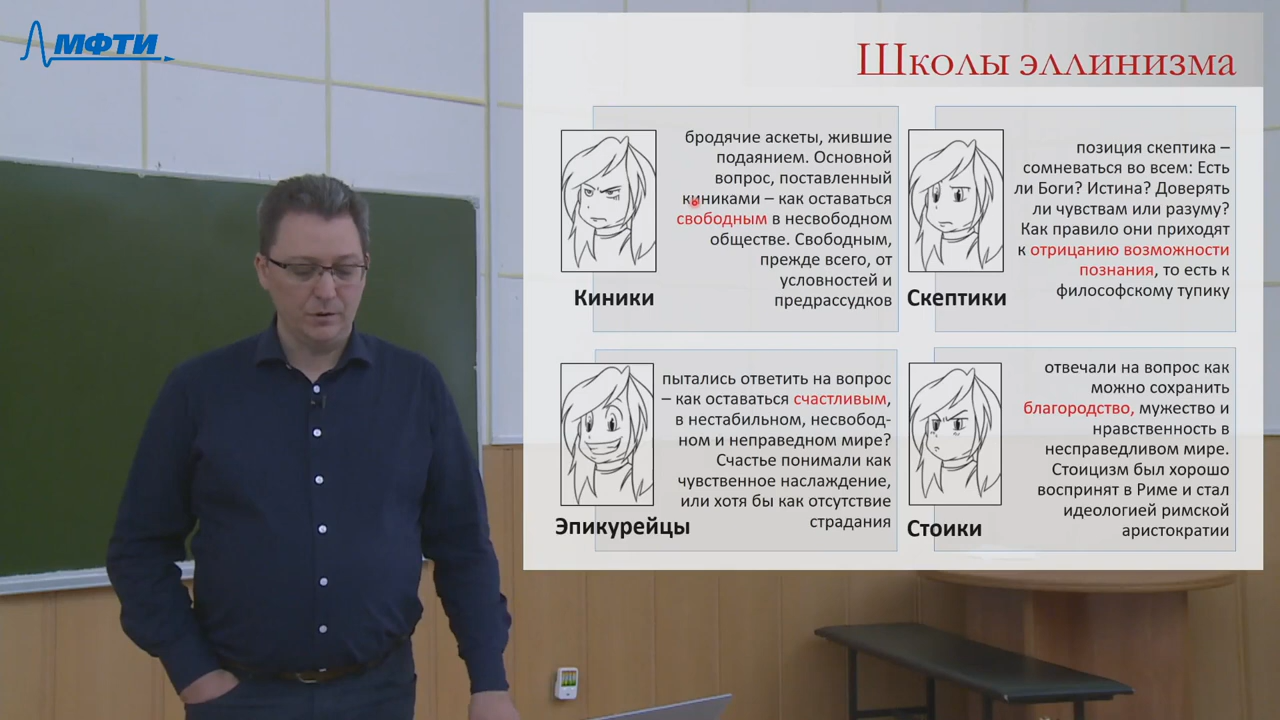 МФТИ
Школы эллинизма
бродячие аскеты, жившие
подаянием. Основной
вопрос, поставленный
киниками – как оставаться
свободным в несвободном
обществе. Свободным,
прежде всего, от
условностей и
предрассудков
Киники
позиция скептика –
сомневаться во всем: Есть
ли Боги? Истина? Доверять
ли чувствам или разуму?
Как правило они приходят
к отрицанию возможности
познания, то есть к
философскому тупику
Скептики
пытались ответить на вопрос
– как оставаться счастливым,
в нестабильном, несвобод-
ном и неправедном мире?
Счастье понимали как
чувственное наслаждение,
или хотя бы как отсутствие
страдания
Эпикурейцы
отвечали на вопрос как
можно сохранить
благородство, мужество и
нравственность в
несправедливом мире.
Стоицизм был хорошо
воспринят в Риме и стал
идеологией римской
аристократии
Стоики